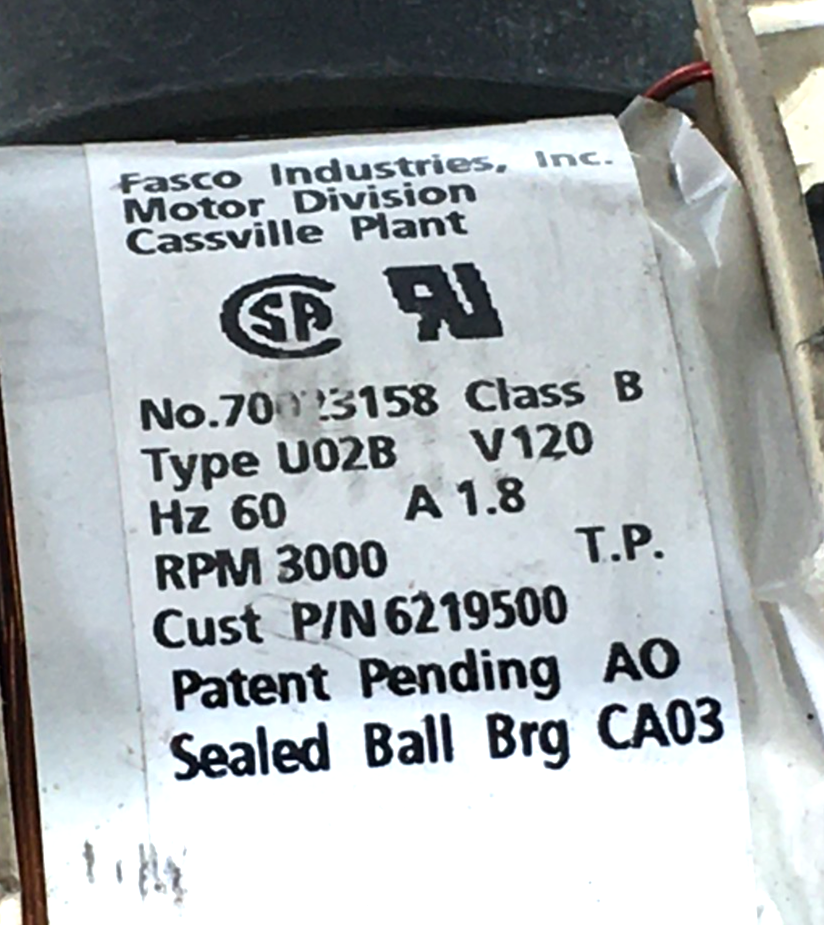 Fasco Industries, Inc.
Motor Division
Cassville Plant
No. Class B
Type U02B V120
Hz 60 A 1.8
RPM 3000 T.P.
Cust P/N 6219500
Patent Pending AO
Sealed Ball Brg CA03